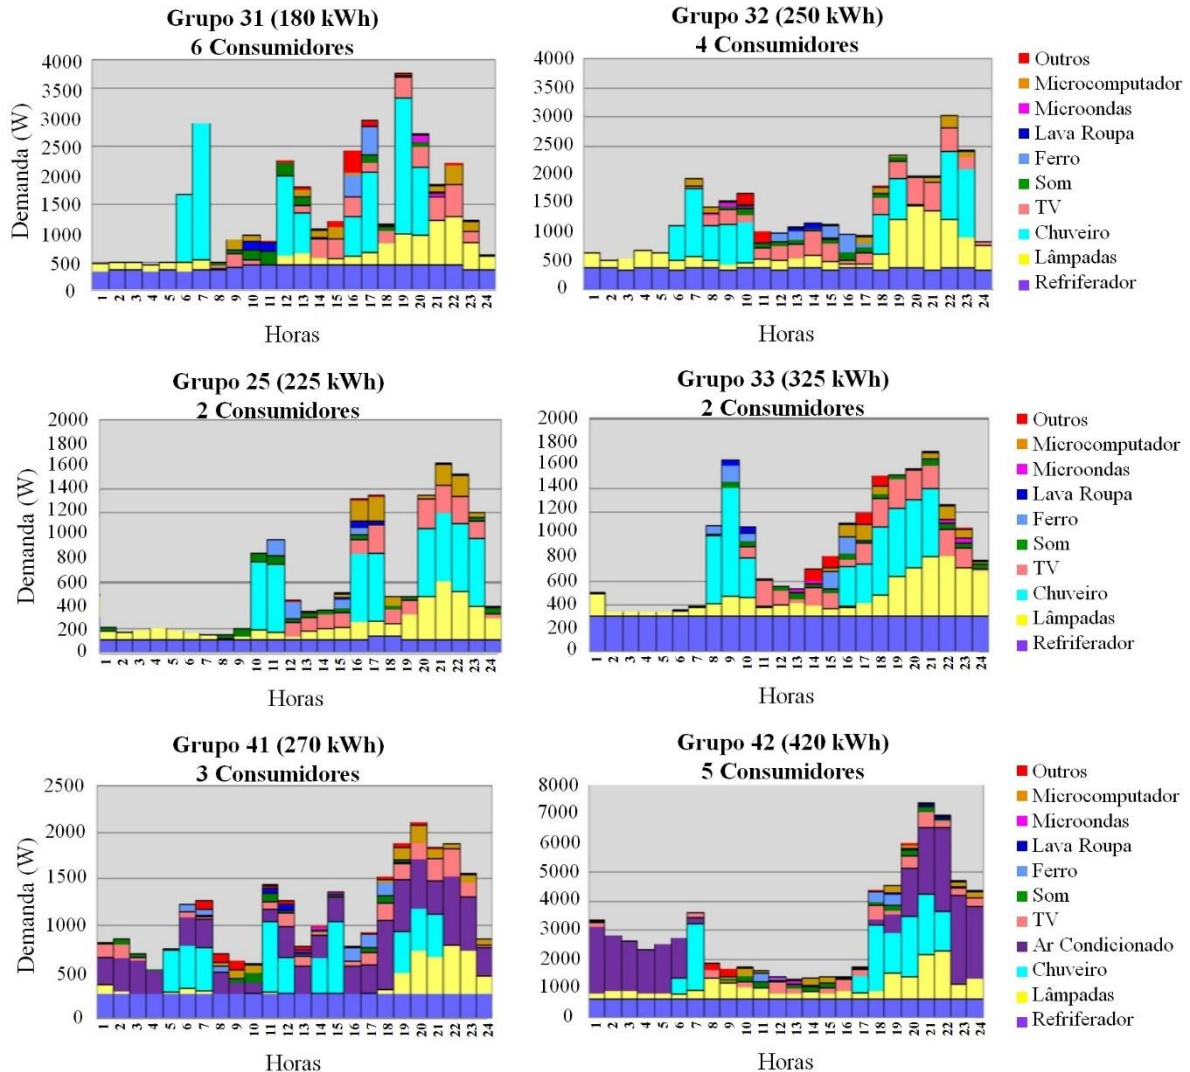 Grupo 31 (180 kWh)
6 Consumidores
Demanda (W)
4000
3500
3000
2500
2000
1500
1000
500
0
1 2 3 4 5 6 7 8 9 10 11 12 13 14 15 16 17 18 19 20 21 22 23 24
Horas
Grupo 32 (250 kWh)
4 Consumidores
4000
3500
3000
2500
2000
1500
1000
500
0
1 2 3 4 5 6 7 8 9 10 11 12 13 14 15 16 17 18 19 20 21 22 23 24
Horas
Outros
Microcomputador
Microondas
Lava Roupa
Ferro
Som
TV
Chuveiro
Lâmpadas
Refriferador
Grupo 25 (225 kWh)
2 Consumidores
Demanda (W)
2000
1800
1600
1400
1200
1000
800
600
400
200
0
1 2 3 4 5 6 7 8 9 10 11 12 13 14 15 16 17 18 19 20 21 22 23 24
Horas
Grupo 33 (325 kWh)
2 Consumidores
2000
1800
1600
1400
1200
1000
800
600
400
200
0
1 2 3 4 5 6 7 8 9 10 11 12 13 14 15 16 17 18 19 20 21 22 23 24
Horas
Outros
Microcomputador
Microondas
Lava Roupa
Ferro
Som
TV
Chuveiro
Lâmpadas
Refriferador
Grupo 41 (270 kWh)
3 Consumidores
Demanda (W)
2500
2000
1500
1000
500
0
1 2 3 4 5 6 7 8 9 10 11 12 13 14 15 16 17 18 19 20 21 22 23 24
Horas
Grupo 42 (420 kWh)
5 Consumidores
8000
7000
6000
5000
4000
3000
2000
1000
0
1 2 3 4 5 6 7 8 9 10 11 12 13 14 15 16 17 18 19 20 21 22 23 24
Horas
Outros
Microcomputador
Microondas
Lava Roupa
Ferro
Som
TV
Ar Condicionado
Chuveiro
Lâmpadas
Refriferador